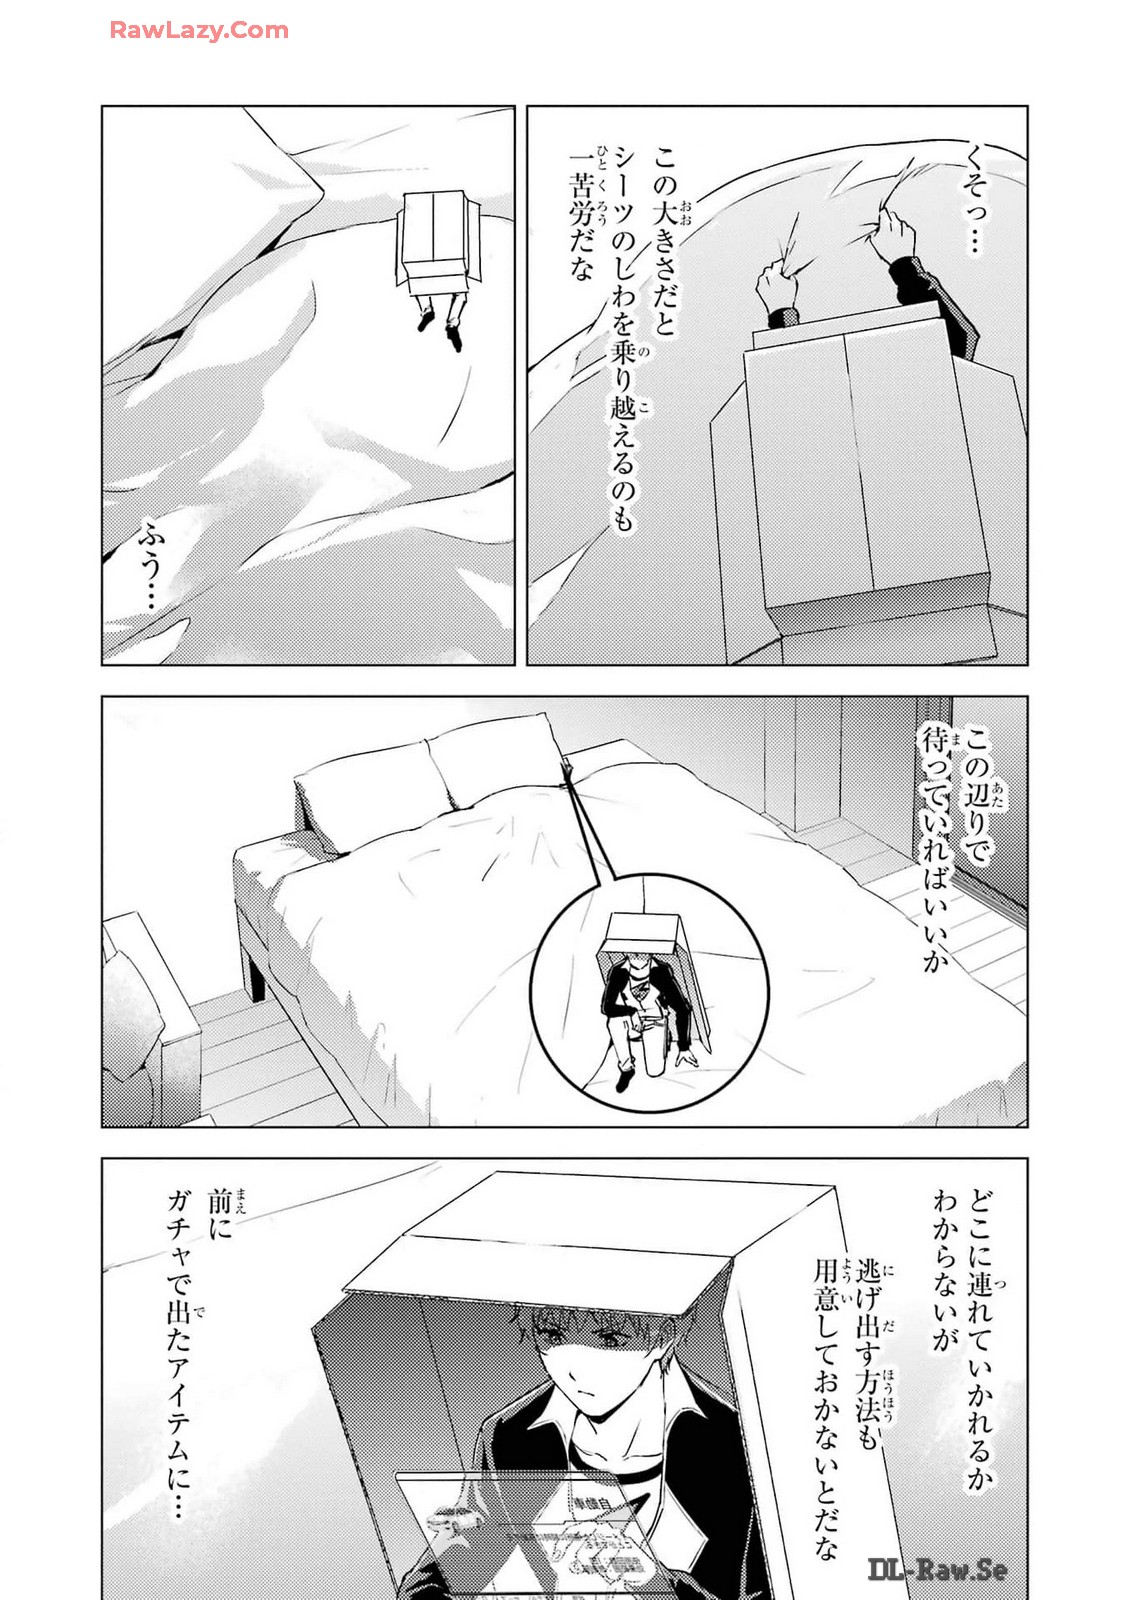 RawLazy.Com
くそっ…
この大きさだと
シーツのしわを乗り越えるのも
一苦労だな
ふう…
この辺りで
待っていればいいか
どこに連れていかれるか
わからないが
逃げ出す方法も
用意しておかないとだな
前に
ガチャで出たアイテムに…
DL-Raw.Se